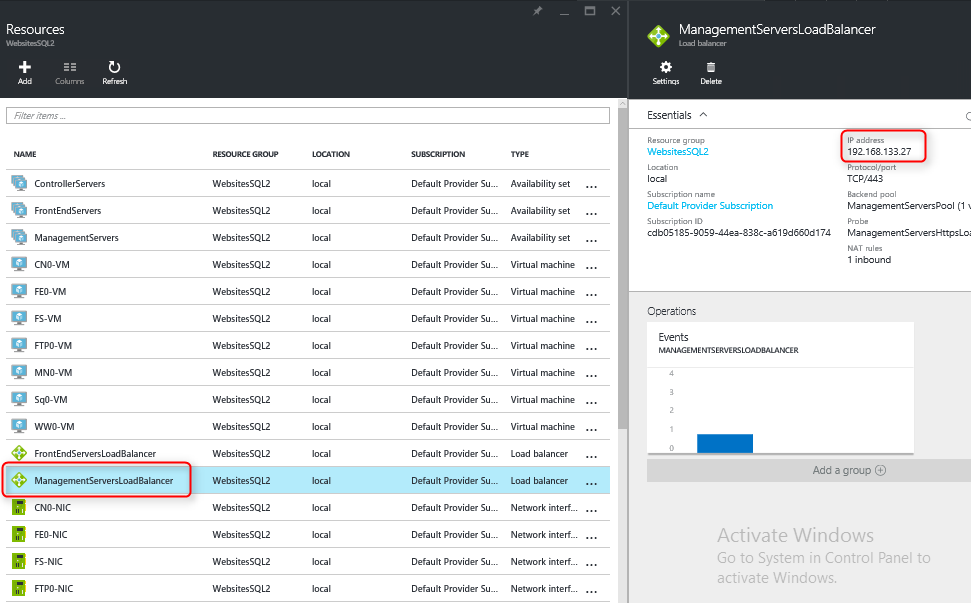 Resources
WebsitesSQL2
Add Columns Refresh
Filter items ...
NAME RESOURCE GROUP LOCATION SUBSCRIPTION TYPE
ControllerServers WebsitesSQL2 local Default Provider Su... Availability set ...
FrontEndServers WebsitesSQL2 local Default Provider Su... Availability set ...
ManagementServers WebsitesSQL2 local Default Provider Su... Availability set ...
CN0-VM WebsitesSQL2 local Default Provider Su... Virtual machine ...
FE0-VM WebsitesSQL2 local Default Provider Su... Virtual machine ...
FS-VM WebsitesSQL2 local Default Provider Su... Virtual machine ...
FTP0-VM WebsitesSQL2 local Default Provider Su... Virtual machine ...
MN0-VM WebsitesSQL2 local Default Provider Su... Virtual machine ...
Sq0-VM WebsitesSQL2 local Default Provider Su... Virtual machine ...
WW0-VM WebsitesSQL2 local Default Provider Su... Virtual machine ...
FrontEndServersLoadBalancer WebsitesSQL2 local Default Provider Su... Load balancer ...
ManagementServersLoadBalancer WebsitesSQL2 local Default Provider Su... Load balancer ...
CN0-NIC WebsitesSQL2 local Default Provider Su... Network interf... ...
FE0-NIC WebsitesSQL2 local Default Provider Su... Network interf... ...
FS-NIC WebsitesSQL2 local Default Provider Su... Network interf... ...
FTP0-NIC WebsitesSQL2 local Default Provider Su... Network interf... ...
ManagementServersLoadBalancer
Load balancer
Settings Delete
Essentials
Resource group
WebsitesSQL2
Location
local
Subscription name
Default Provider Subscription
Subscription ID
cdb05185-9059-44ea-838c-a619d660d174
IP address
192.168.133.27
Protocol/port
TCP/443
Backend pool
ManagementServersPool (1 v
Probe
ManagementServersHttpsLoa
NAT rules
1 inbound
Operations
Events
MANAGEMENTSERVERSLOADBALANCER
4
3
2
1
0
Add a group
Activate Windows
Go to System in Control Panel to
activate Windows.